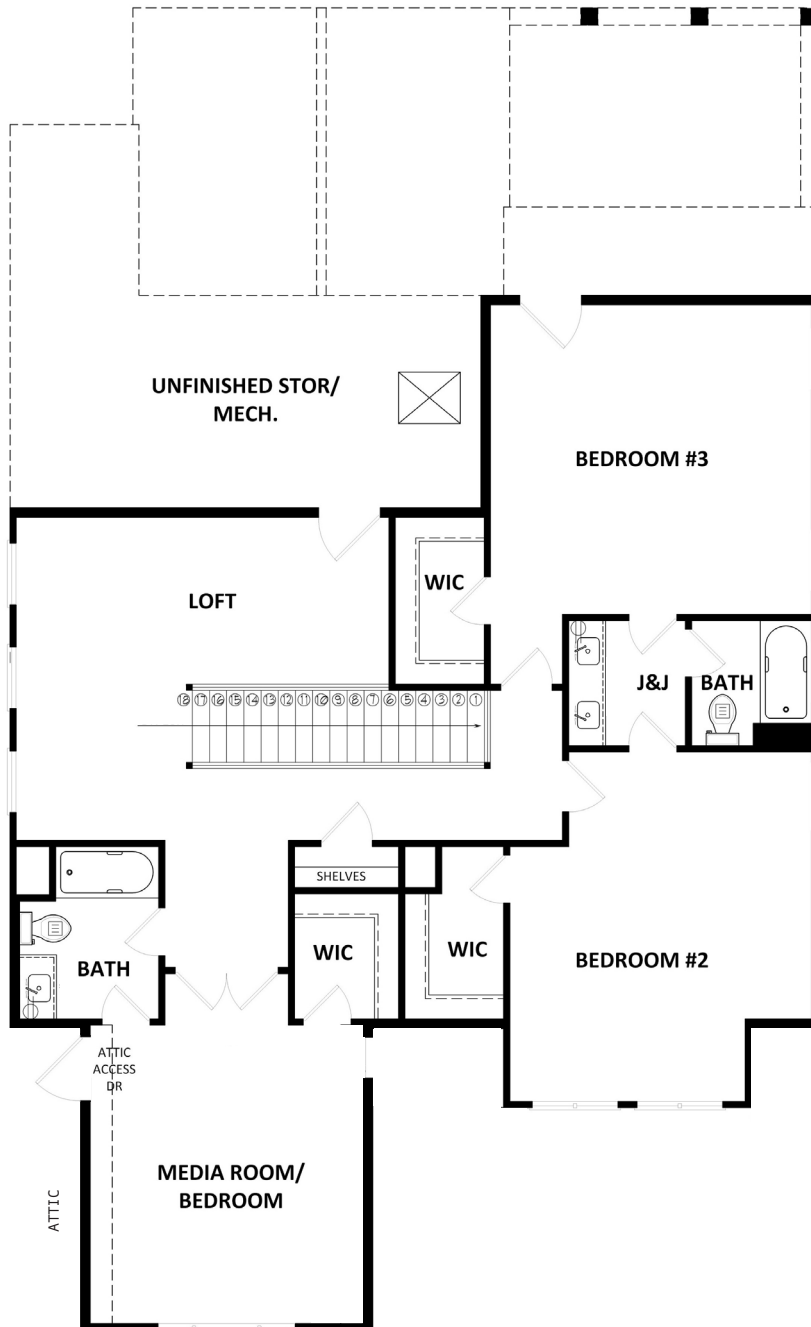 UNFINISHED STOR/
MECH.
BEDROOM #3
WIC
LOFT
J&J
BATH
⑱ ⑰ ⑯ ⑮ ⑭ ⑬ ⑫ ⑪ ⑩ ⑨ ⑧ ⑦ ⑥ ⑤ ④ ③ ② ①
SHELVES
WIC
WIC
BATH
BEDROOM #2
ATTIC
ACCESS
DR
MEDIA ROOM/
BEDROOM
ATTIC